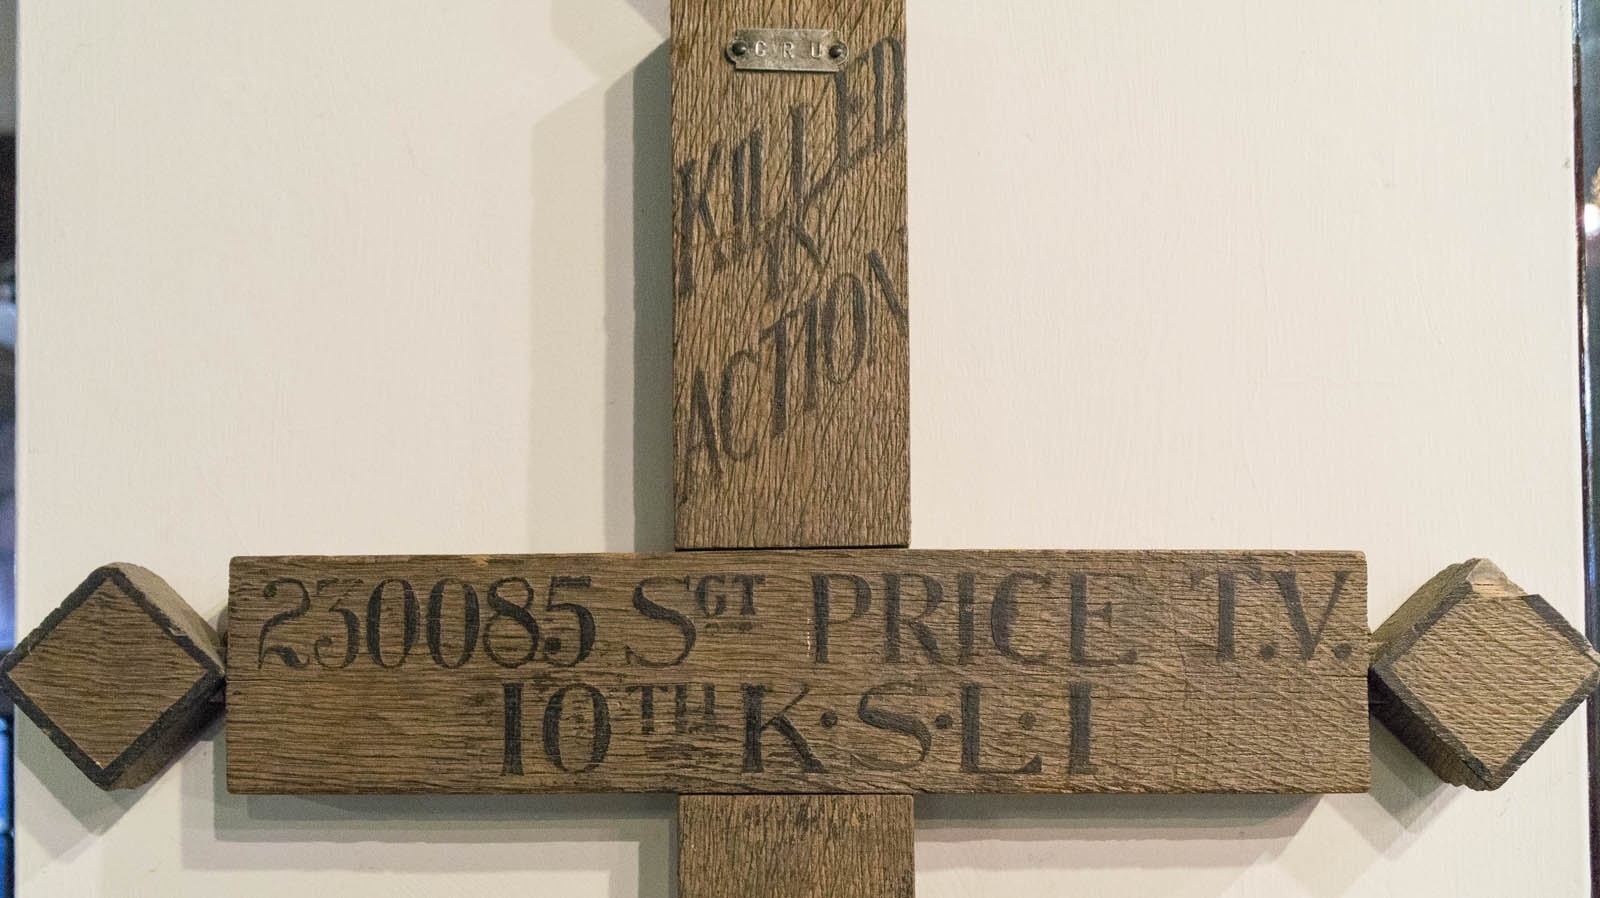 G R U
KILLED
IN
ACTION
230085 SGT PRICE T.V.
10TH K·S·L·I